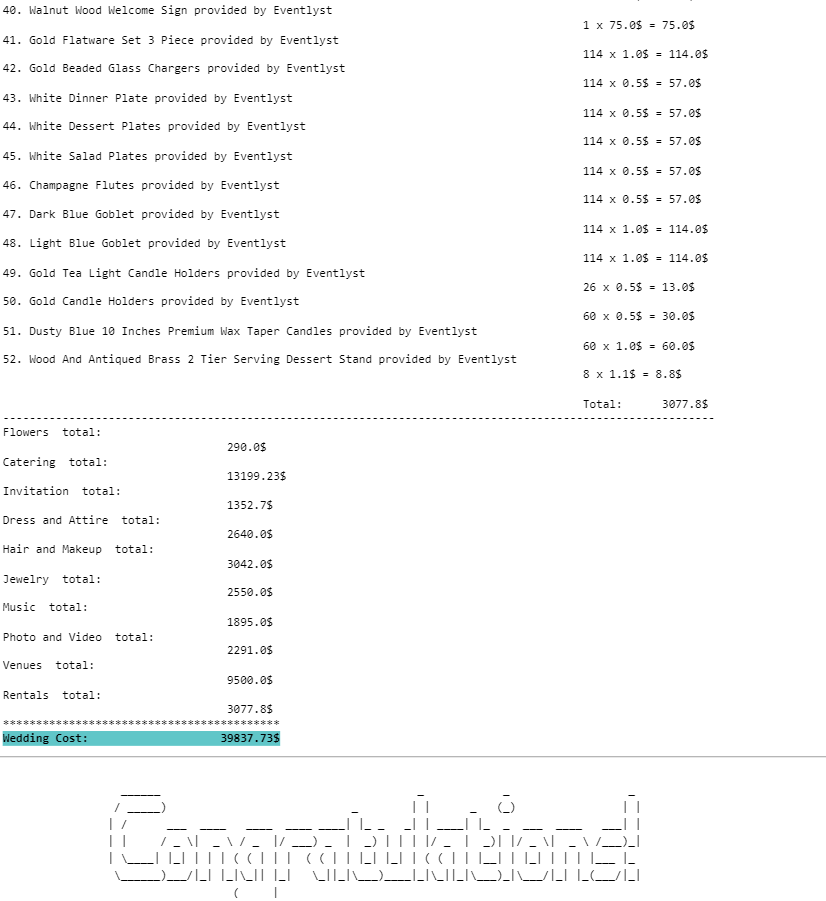 40. Walnut Wood Welcome Sign provided by Eventlyst
1 x 75.0$ = 75.0$
41. Gold Flatware Set 3 Piece provided by Eventlyst
114 x 1.0$ = 114.0$
42. Gold Beaded Glass Chargers provided by Eventlyst
114 x 0.5$ = 57.0$
43. White Dinner Plate provided by Eventlyst
114 x 0.5$ = 57.0$
44. White Dessert Plates provided by Eventlyst
114 x 0.5$ = 57.0$
45. White Salad Plates provided by Eventlyst
114 x 0.5$ = 57.0$
46. Champagne Flutes provided by Eventlyst
114 x 0.5$ = 57.0$
47. Dark Blue Goblet provided by Eventlyst
114 x 1.0$ = 114.0$
48. Light Blue Goblet provided by Eventlyst
114 x 1.0$ = 114.0$
49. Gold Tea Light Candle Holders provided by Eventlyst
26 x 0.5$ = 13.0$
50. Gold Candle Holders provided by Eventlyst
60 x 0.5$ = 30.0$
51. Dusty Blue 10 Inches Premium Wax Taper Candles provided by Eventlyst
60 x 1.0$ = 60.0$
52. Wood And Antiqued Brass 2 Tier Serving Dessert Stand provided by Eventlyst
8 x 1.1$ = 8.8$
Total: 3077.8$
Flowers total:
290.0$
Catering total:
13199.23$
Invitation total:
1352.7$
Dress and Attire total:
2640.0$
Hair and Makeup total:
3042.0$
Jewelry total:
2550.0$
Music total:
1895.0$
Photo and Video total:
2291.0$
Venues total:
9500.0$
Rentals total:
3077.8$
******************************************
Wedding Cost: 39837.73$
Congratulations!